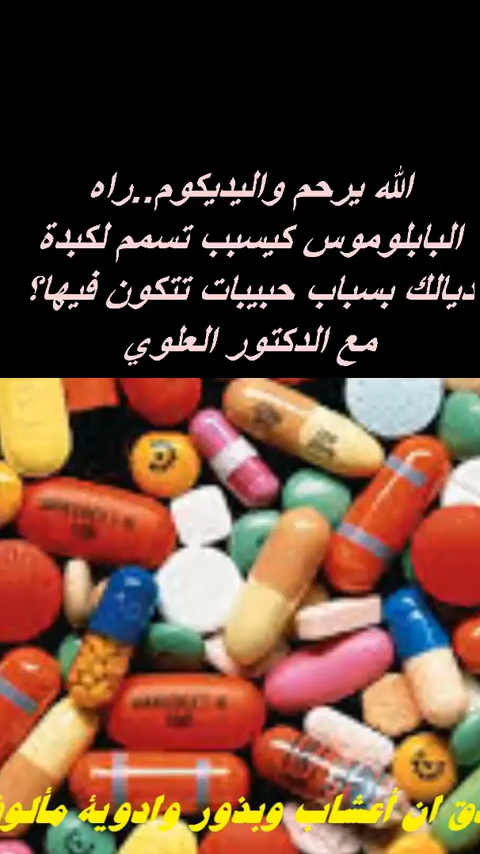 الله يرحم واليديكوم..راه
البابلوموس كيسبب تسمم لكبدة
ديالك بسباب حبيبات تتكون فيها؟
مع الدكتور العلوي
ان أعشاب وبذور وادوية